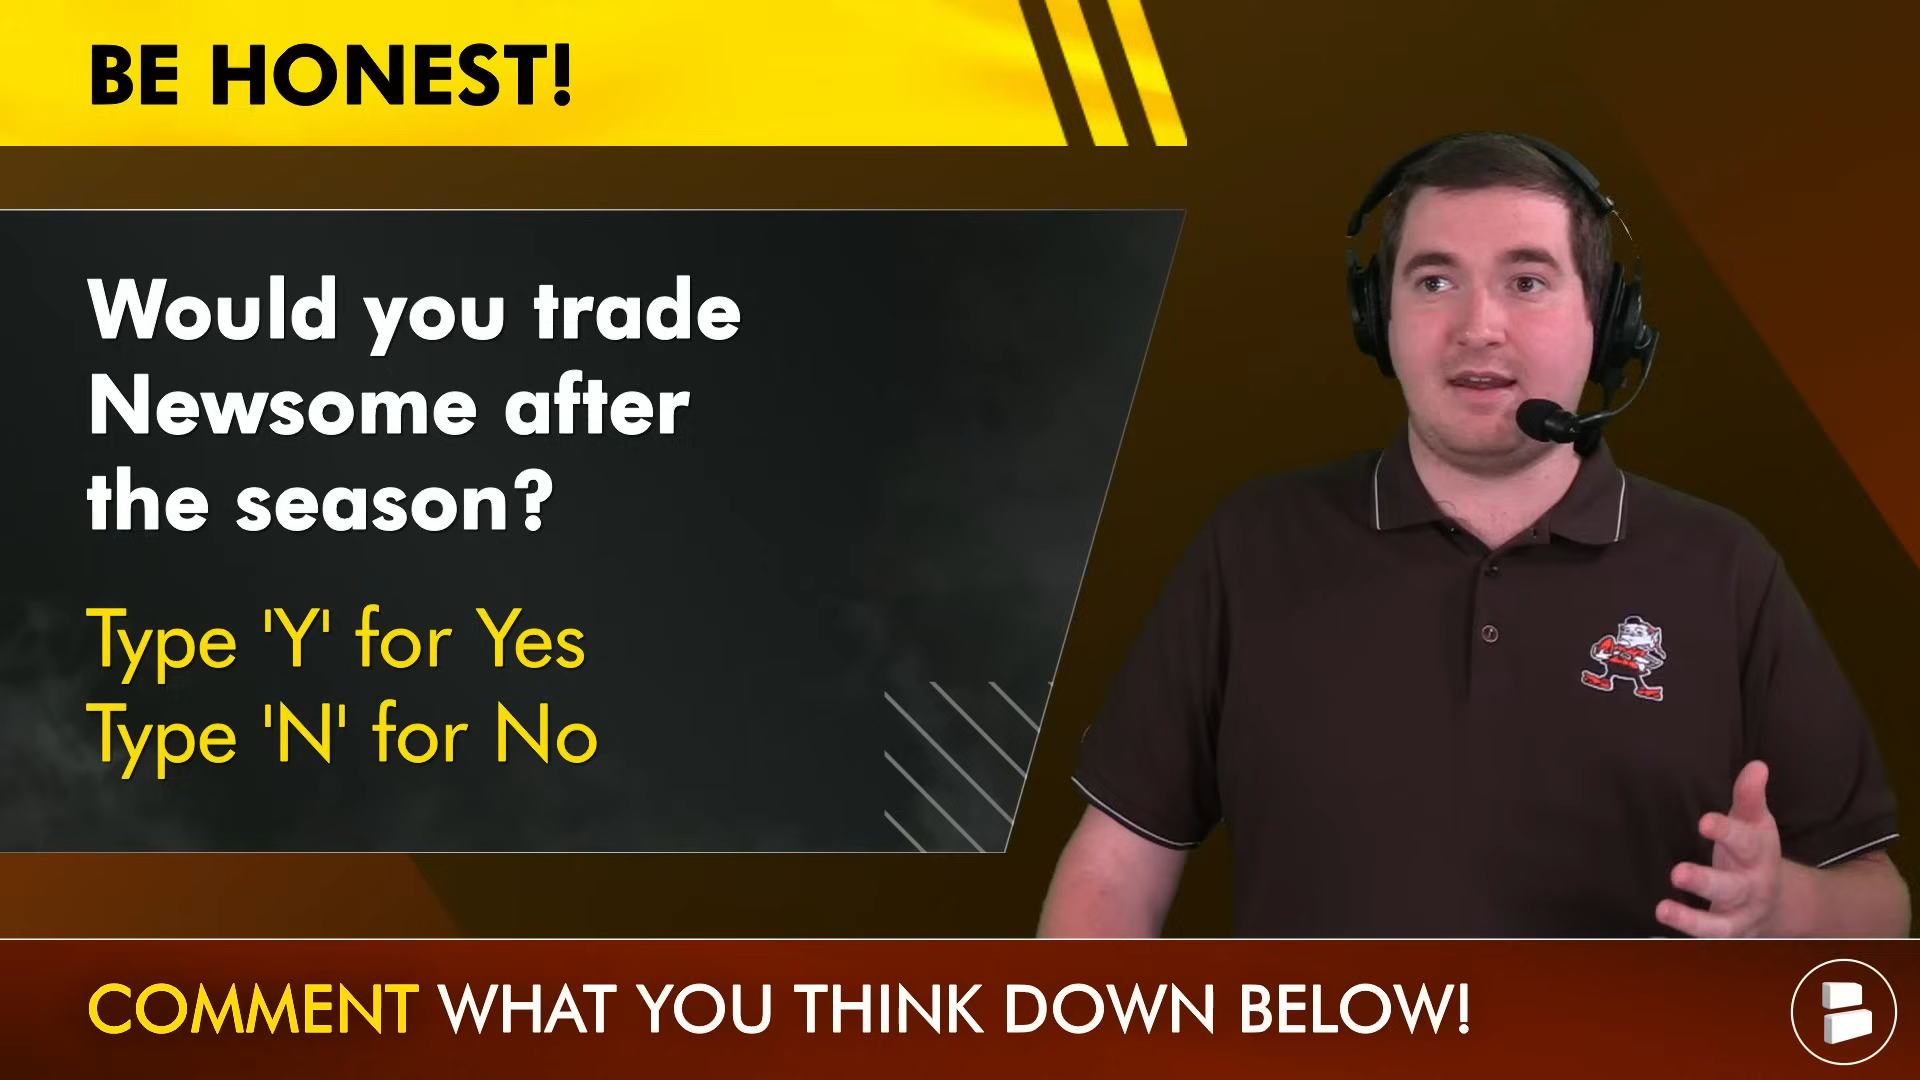 BE HONEST!
Would you trade
Newsome after
the season?
Type 'Y' for Yes
Type 'N' for No
COMMENT WHAT YOU THINK DOWN BELOW!